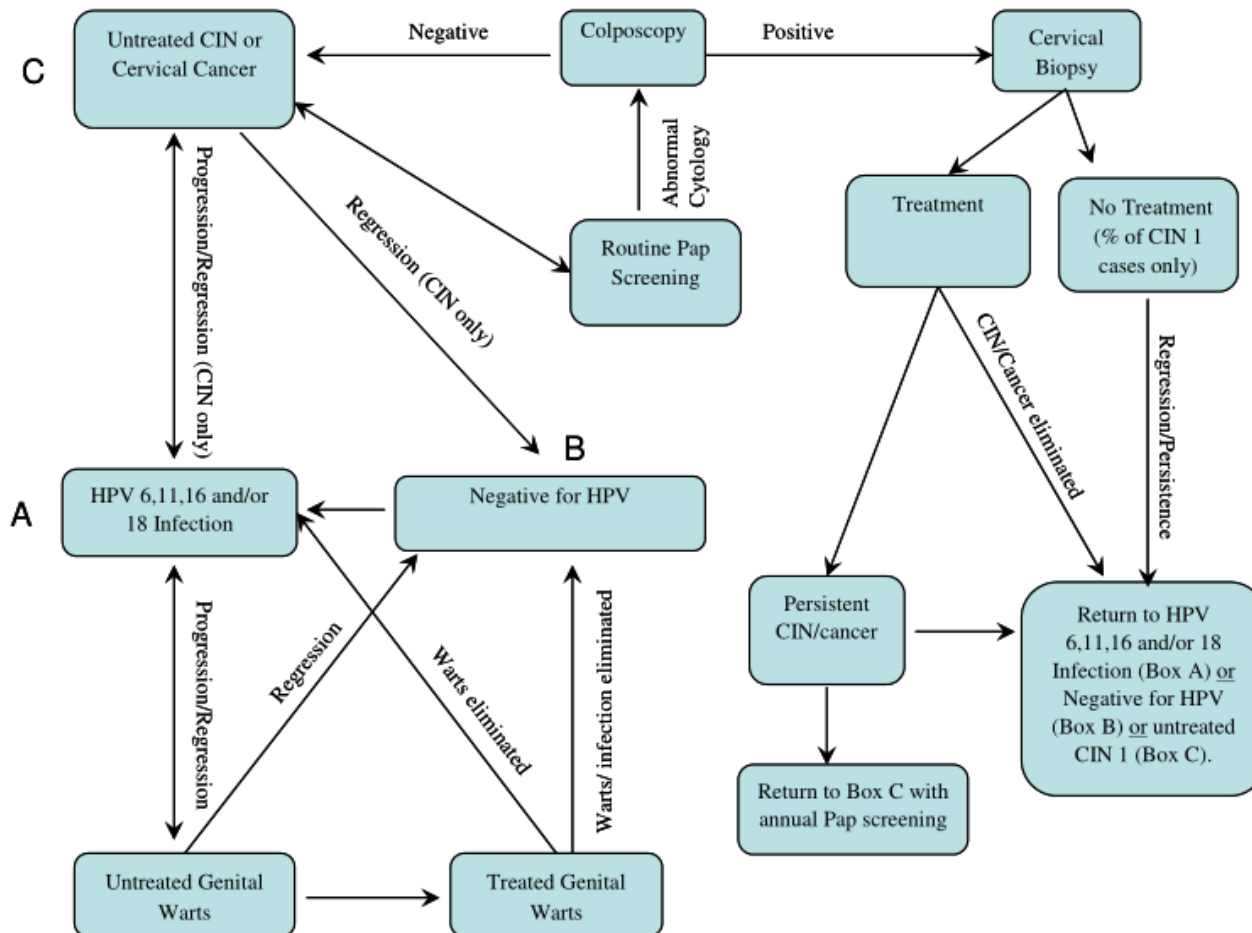 Untreated CIN or
Cervical Cancer
Negative
Colposcopy
Positive
Cervical
Biopsy
C
Abnormal
Cytology
Progression/Regression (CIN only)
Regression (CIN only)
Routine Pap
Screening
Treatment
No Treatment
(% of CIN 1
cases only)
CIN/Cancer eliminated
Regression/Persistence
B
A
HPV 6,11,16 and/or
18 Infection
Negative for HPV
Progression/Regression
Regression
Warts eliminated
Warts/ infection eliminated
Persistent
CIN/cancer
Return to HPV
6,11,16 and/or 18
Infection (Box A) or
Negative for HPV
(Box B) or untreated
CIN 1 (Box C).
Return to Box C with
annual Pap screening
Untreated Genital
Warts
Treated Genital
Warts